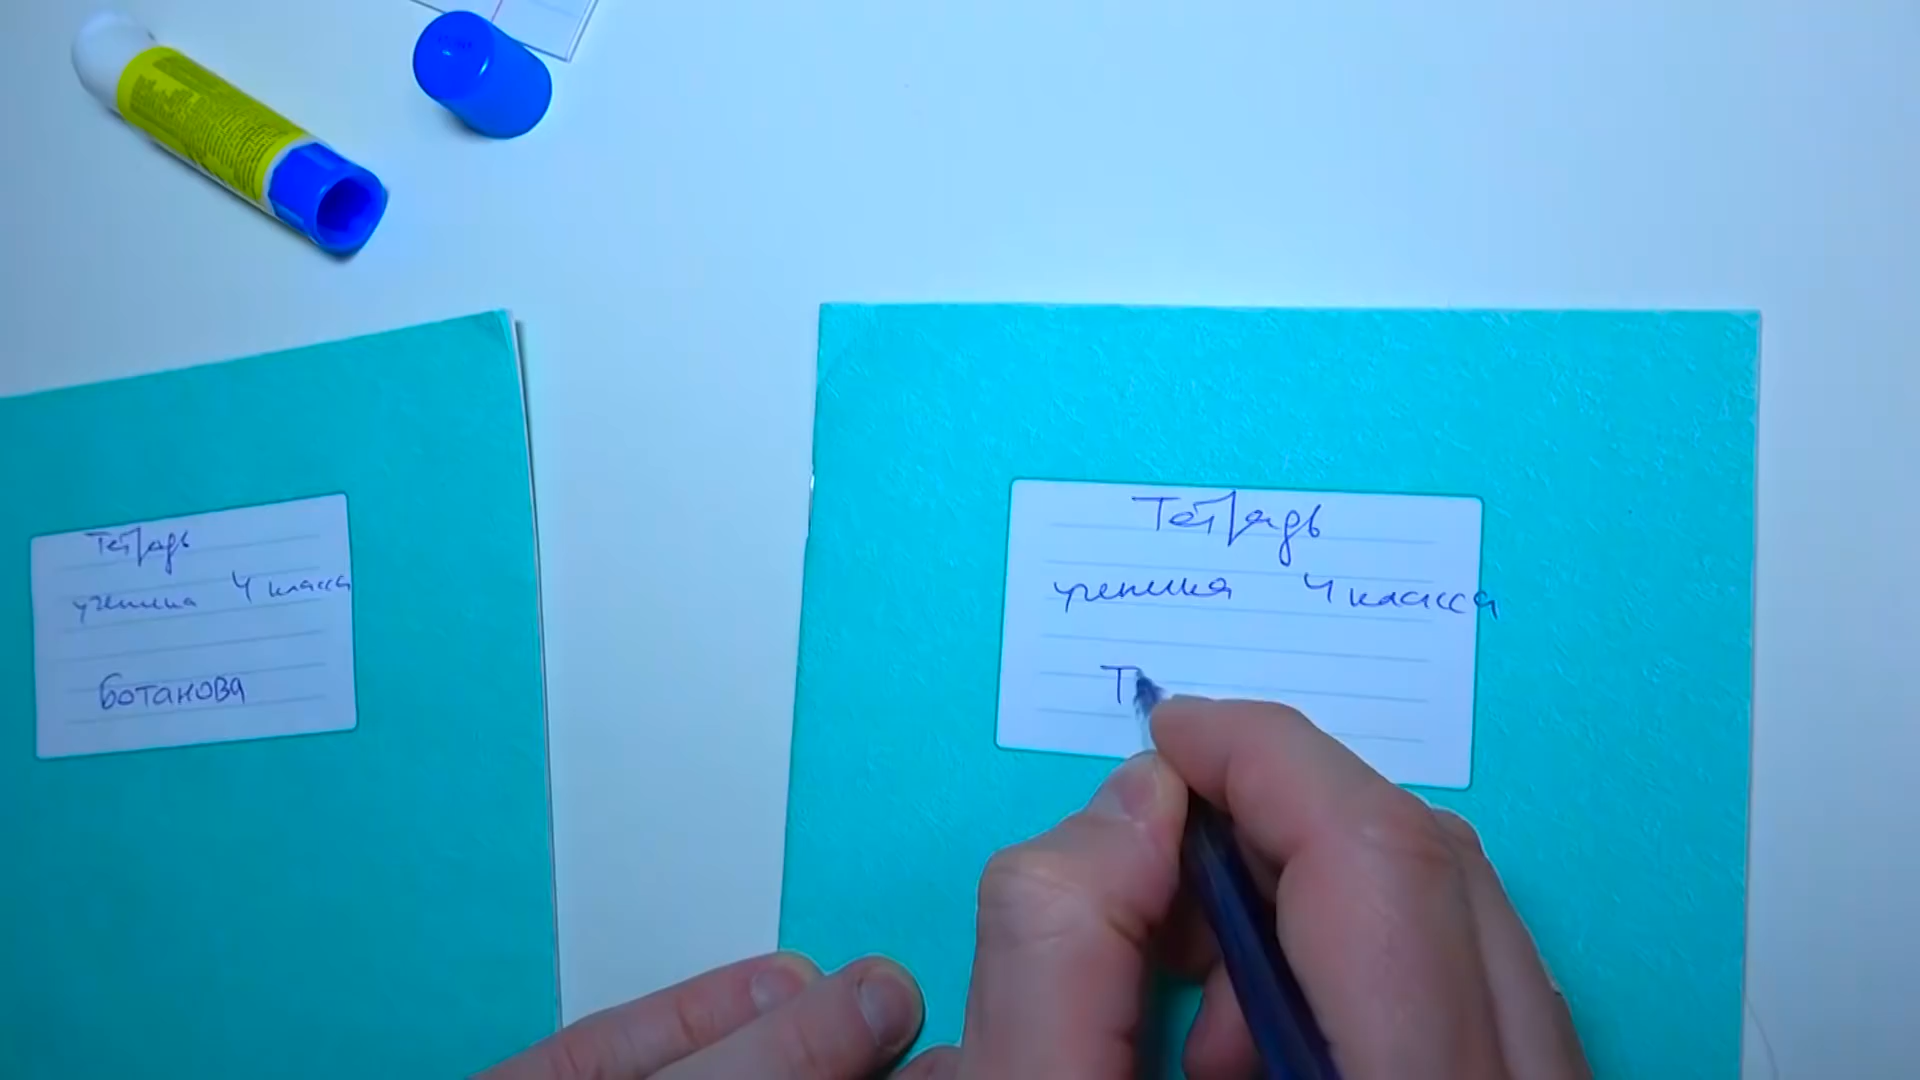 Тетрадь
ученика 4 класса
Ботанова
Тетрадь
ученика 4 класса
Т